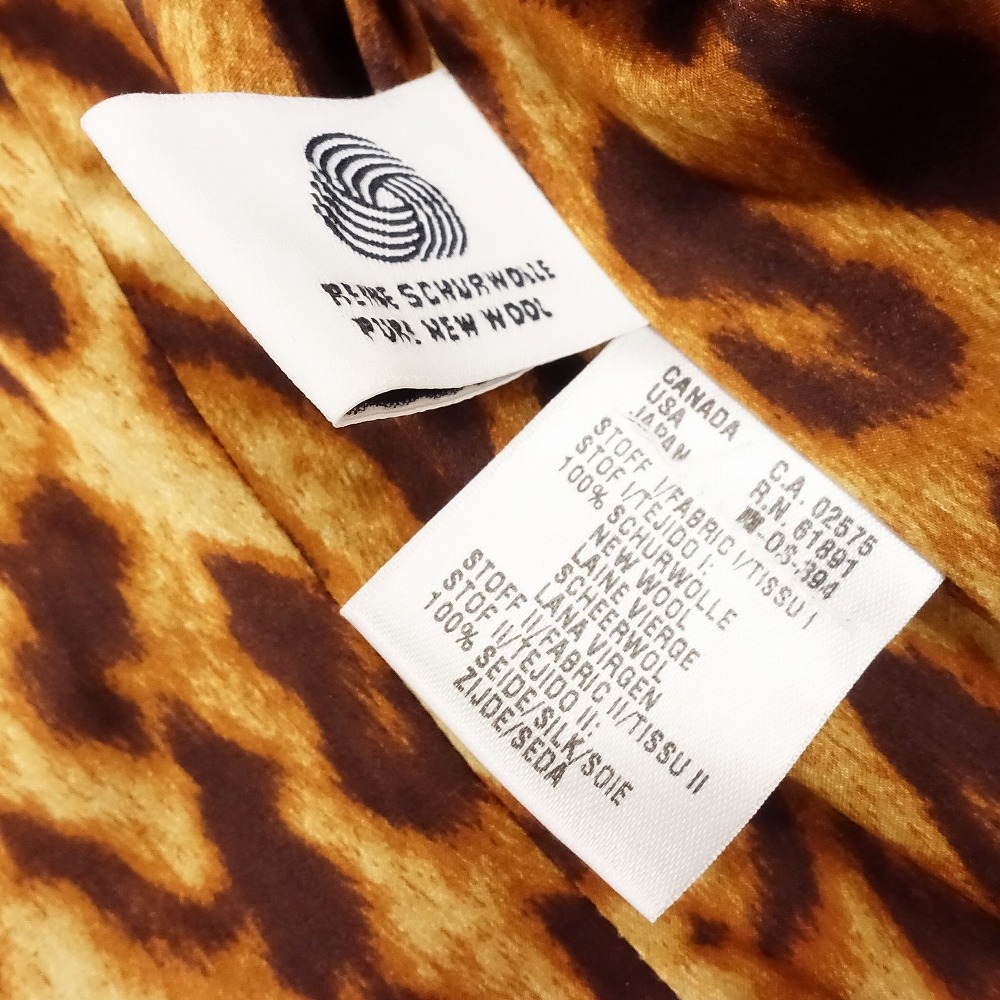 REINE SCHURWOLLE
PURE NEW WOOL
CANADA C.A. 02575
USA R.N. 61891
JAPAN -OS-394
STOFF I/FABRIC I/TISSU I
STOF I/TEJIDO I:
100% SCHURWOLLE
NEW WOOL
LAINE VIERGE
SCHEERWOL
LANA VIRGEN
STOFF II/FABRIC II/TISSU II
STOF II/TEJIDO II:
100% SEIDE/SILK/SOIE
ZIJDE/SEDA